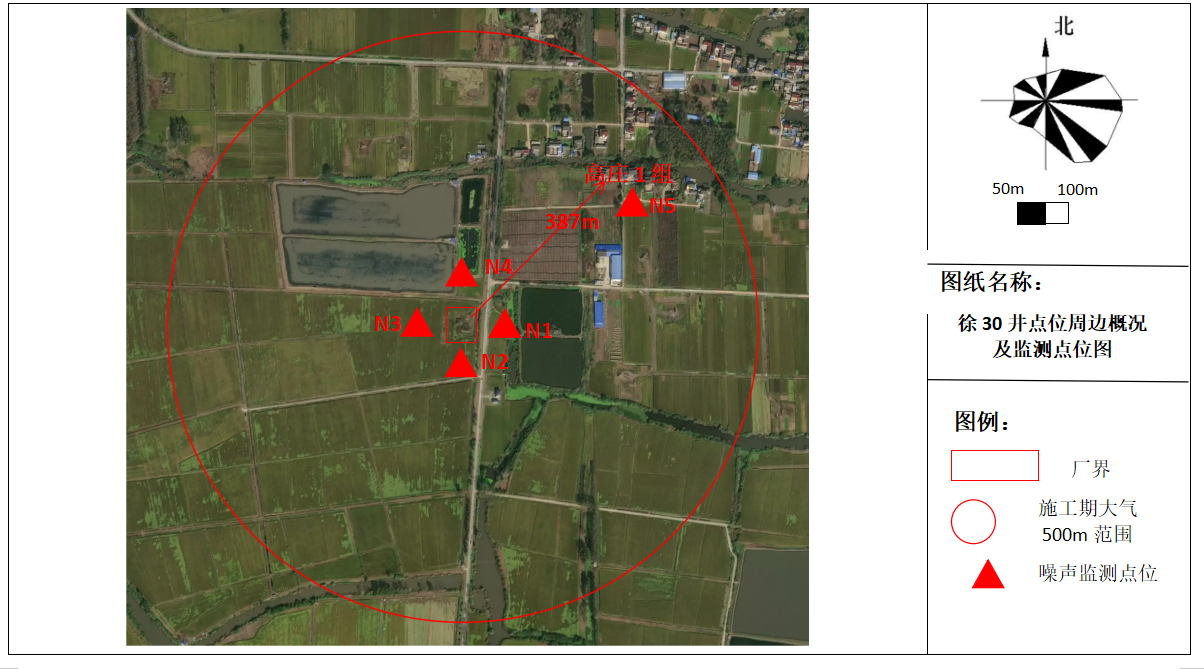 高庄 1 组
N5
387m
N4
N3
N1
N2
北
50m
100m
图纸名称：
徐 30 井点位周边概况
及监测点位图
图例：
厂界
施工期大气
500m 范围
噪声监测点位